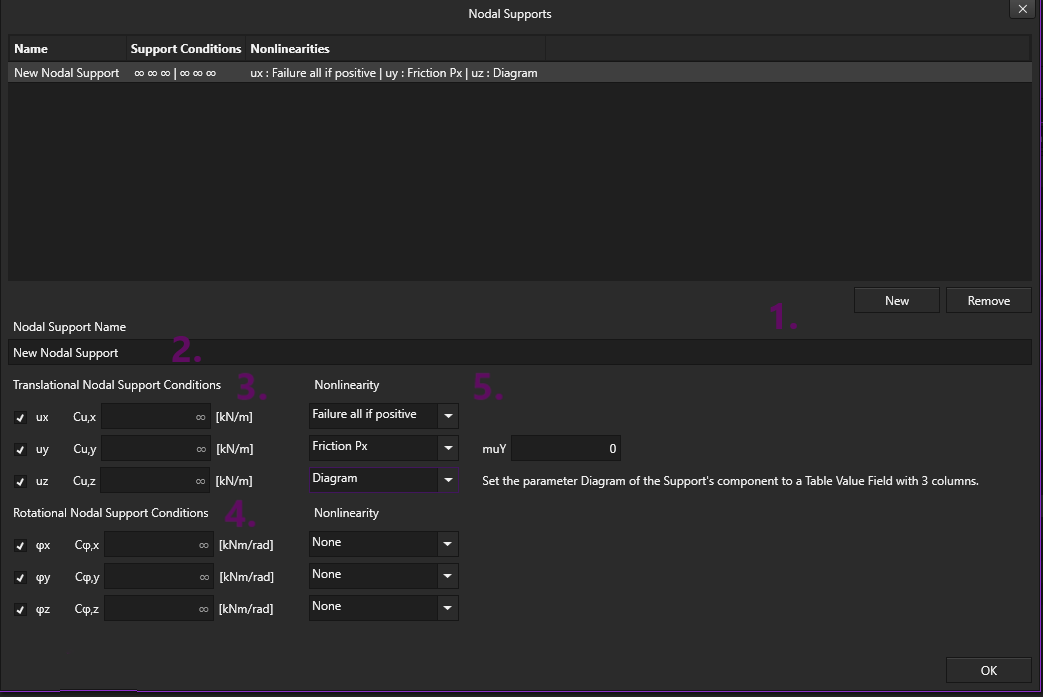 Nodal Supports
Name Support Conditions Nonlinearities
New Nodal Support ∞ ∞ ∞ | ∞ ∞ ∞ ux : Failure all if positive | uy : Friction Px | uz : Diagram
New Remove
1.
Nodal Support Name
New Nodal Support 2.
Translational Nodal Support Conditions 3. Nonlinearity 5.
ux Cu,x ∞ [kN/m] Failure all if positive
uy Cu,y ∞ [kN/m] Friction Px muY 0
uz Cu,z ∞ [kN/m] Diagram Set the parameter Diagram of the Support's component to a Table Value Field with 3 columns.
Rotational Nodal Support Conditions 4. Nonlinearity
φx Cφ,x ∞ [kNm/rad] None
φy Cφ,y ∞ [kNm/rad] None
φz Cφ,z ∞ [kNm/rad] None
OK